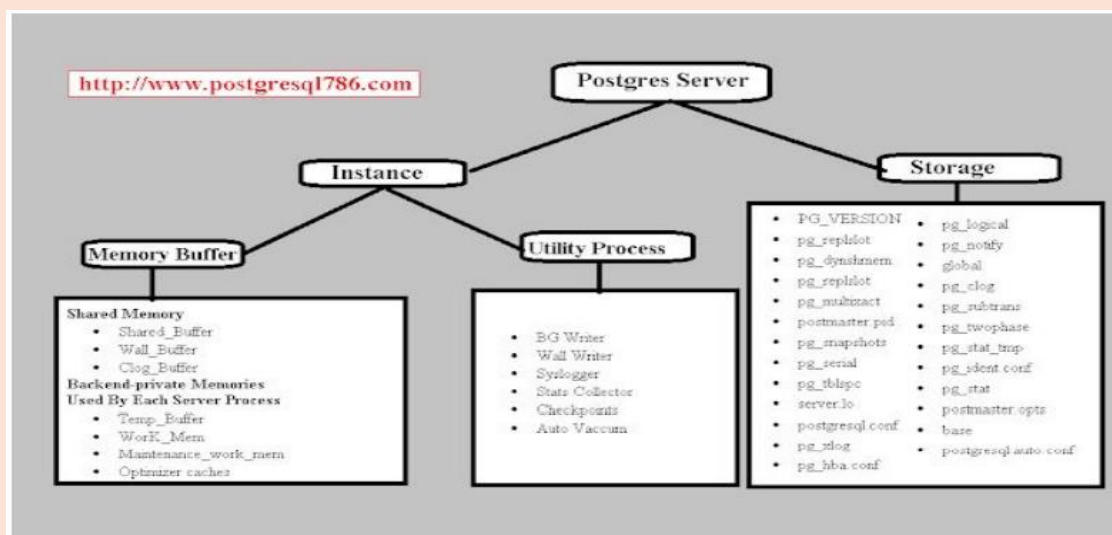 http://www.postgresql786.com
Postgres Server
Instance
Storage
Memory Buffer
Utility Process
Shared Memory
• Shared_Buffer
• Wall_Buffer
• Clog_Buffer
Backend-private Memories
Used By Each Server Process
• Temp_Buffer
• WorK_Mem
• Maintenance_work_mem
• Optimizer caches
• BG Writer
• Wall Writer
• Syslogger
• Stats Collector
• Checkpoints
• Auto Vaccum
• PG_VERSION
• pg_replslot
• pg_dynshmem
• pg_replslot
• pg_multixact
• postmaster.pid
• pg_snapshots
• pg_serial
• pg_tblspc
• server.lo
• postgresql.conf
• pg_xlog
• pg_hba.conf
• pg_logical
• pg_notify
• global
• pg_clog
• pg_subtrans
• pg_twophase
• pg_stat_tmp
• pg_ident.conf
• pg_stat
• postmaster.opts
• base
• postgresql.auto.conf